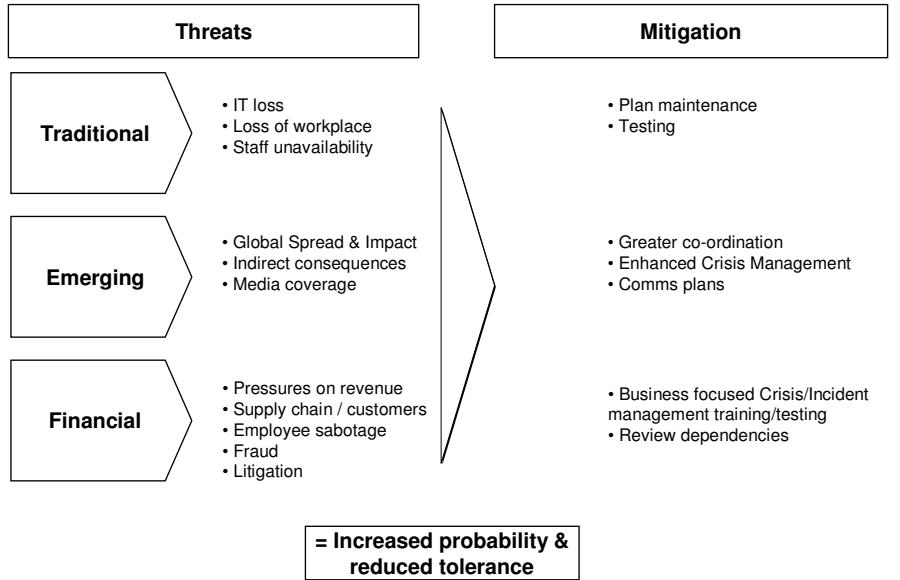 Threats
Mitigation
Traditional
• IT loss
• Loss of workplace
• Staff unavailability
• Plan maintenance
• Testing
Emerging
• Global Spread & Impact
• Indirect consequences
• Media coverage
• Greater co-ordination
• Enhanced Crisis Management
• Comms plans
Financial
• Pressures on revenue
• Supply chain / customers
• Employee sabotage
• Fraud
• Litigation
• Business focused Crisis/Incident
management training/testing
• Review dependencies
= Increased probability &
reduced tolerance